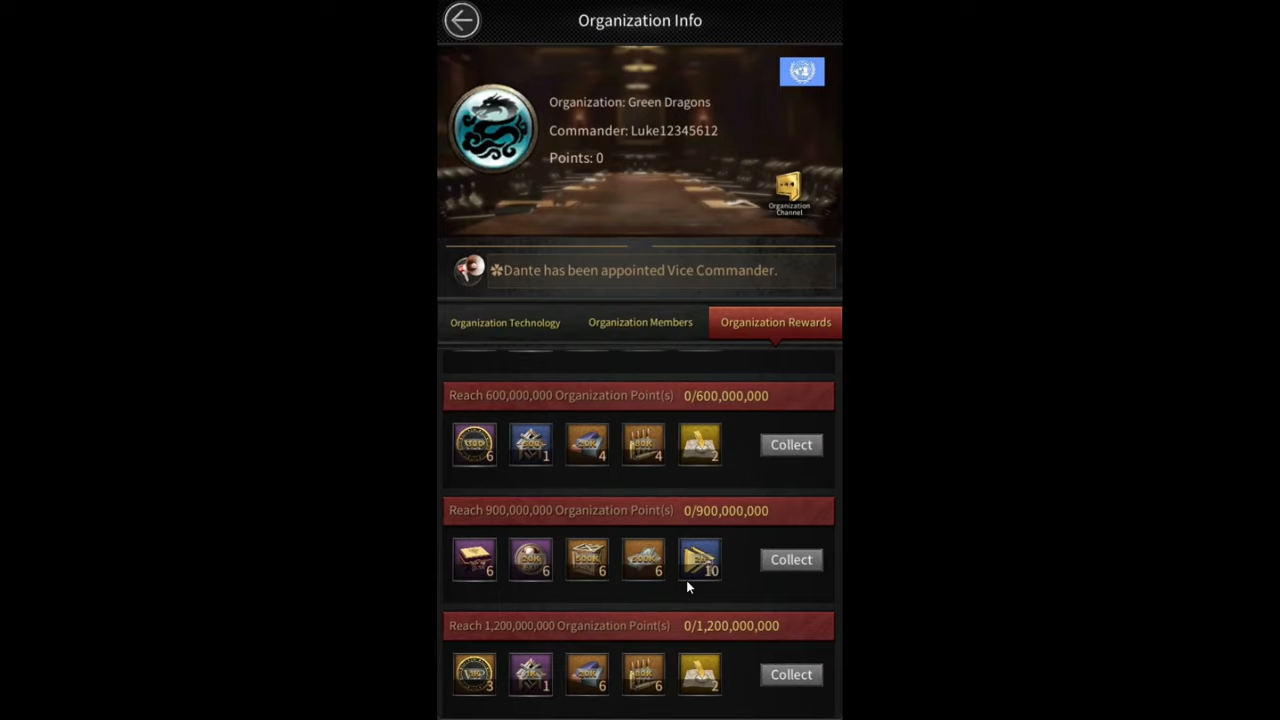 Organization Info
Organization: Green Dragons
Commander: Luke12345612
Points: 0
Organization
Channel
Dante has been appointed Vice Commander.
Organization Technology
Organization Members
Organization Rewards
Reach 600,000,000 Organization Point(s) 0/600,000,000
6
1
4
4
2
Collect
Reach 900,000,000 Organization Point(s) 0/900,000,000
6
6
6
6
10
Collect
Reach 1,200,000,000 Organization Point(s) 0/1,200,000,000
3
1
6
6
2
Collect